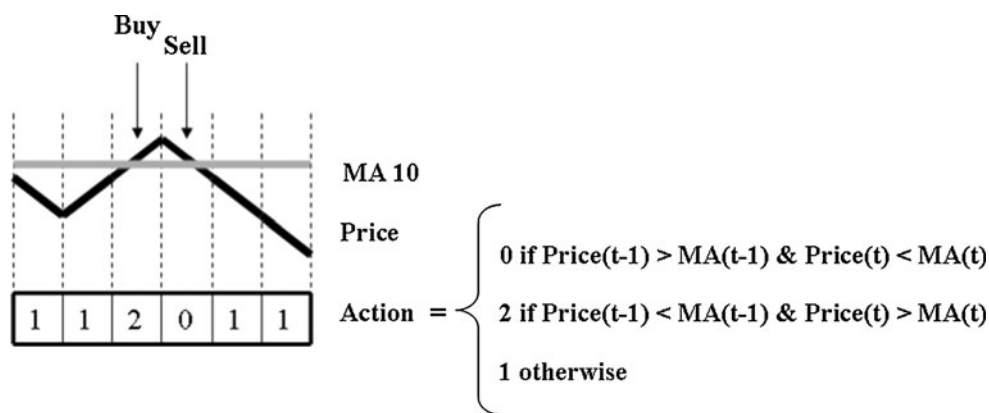 Buy
Sell
MA 10
Price
0 if Price(t-1) > MA(t-1) & Price(t) < MA(t)
1 1 2 0 1 1
Action =
2 if Price(t-1) < MA(t-1) & Price(t) > MA(t)
1 otherwise